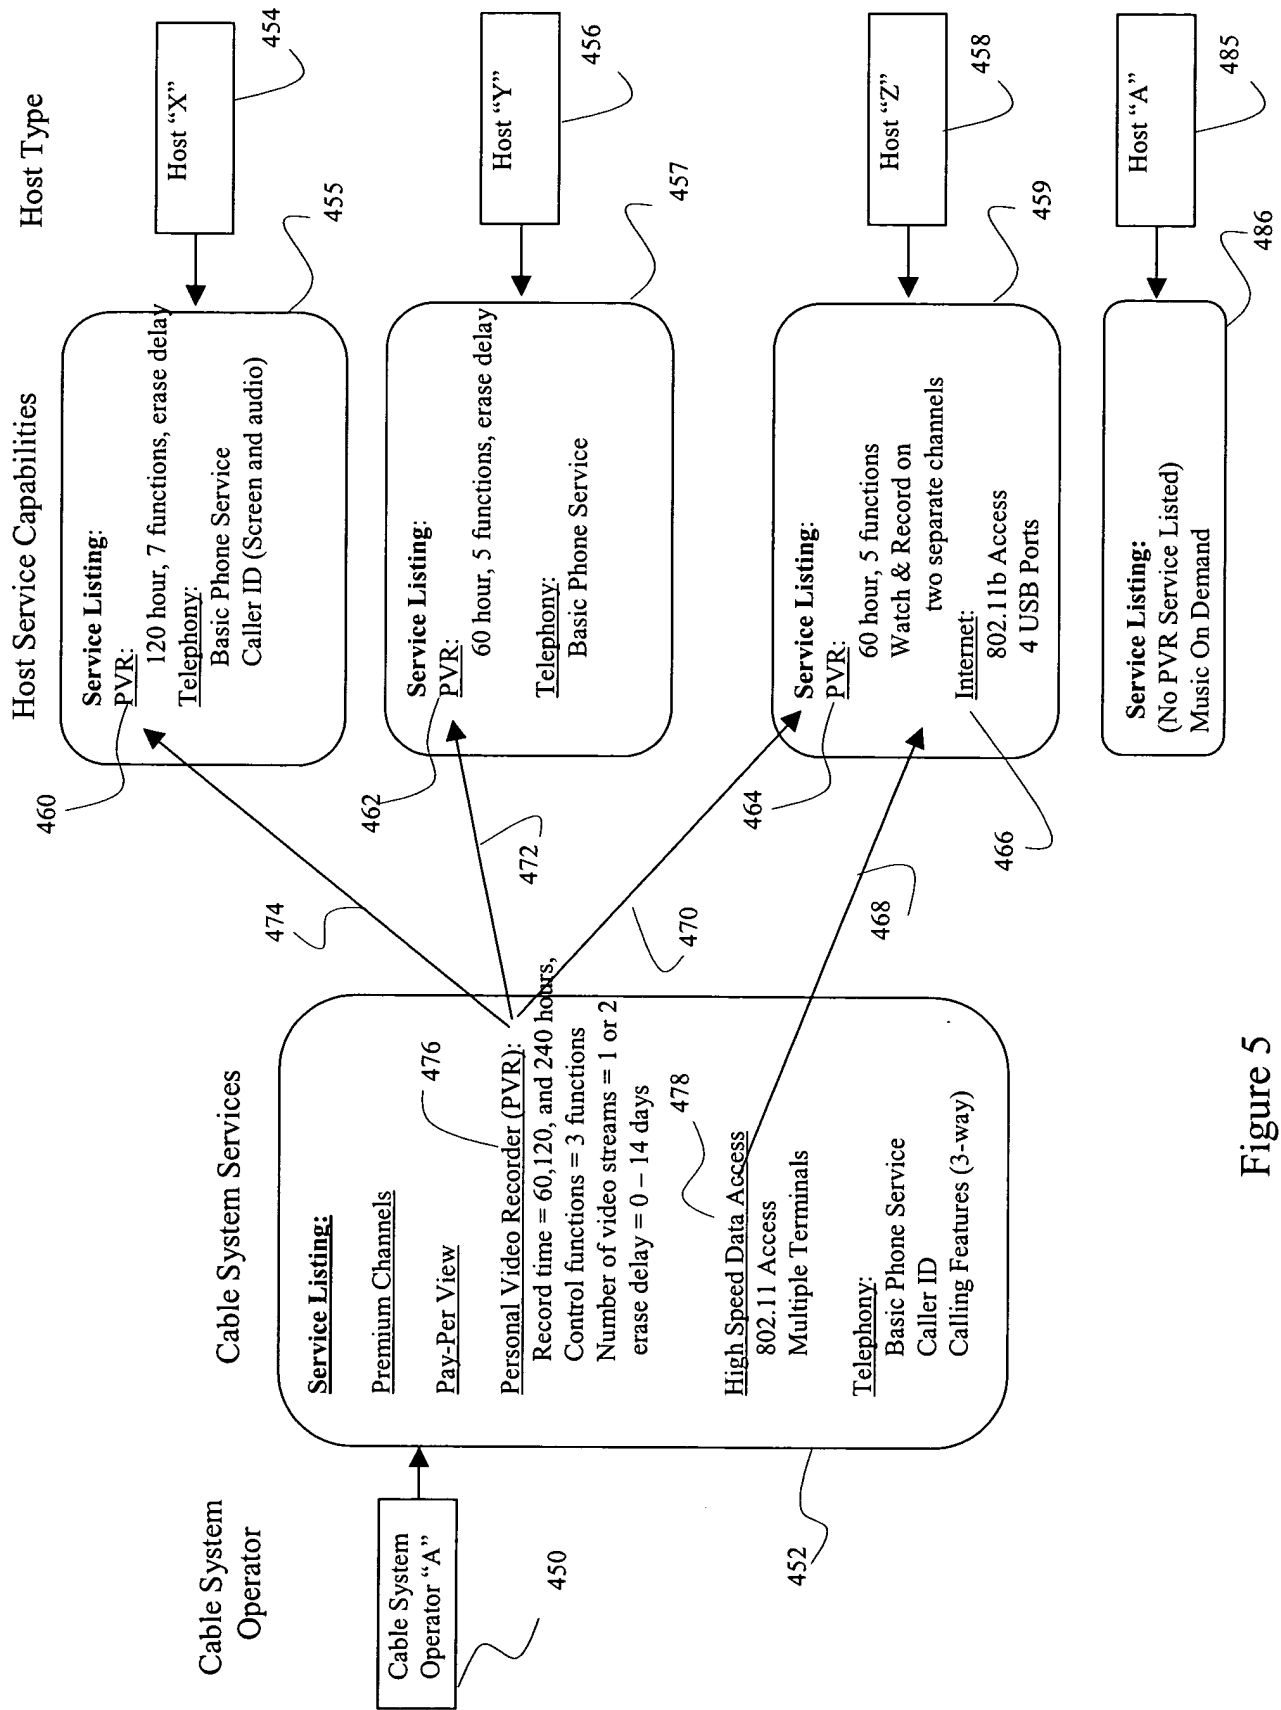 Cable System
Operator
Cable System Services
Host Service Capabilities
Host Type
Cable System
Operator “A”
450
452
Service Listing:
Premium Channels
Pay-Per View
Personal Video Recorder (PVR):
Record time = 60,120, and 240 hours,
Control functions = 3 functions
Number of video streams = 1 or 2
erase delay = 0 – 14 days
476
High Speed Data Access
802.11 Access
Multiple Terminals
478
Telephony:
Basic Phone Service
Caller ID
Calling Features (3-way)
474
472
470
468
460
Service Listing:
PVR:
120 hour, 7 functions, erase delay
Telephony:
Basic Phone Service
Caller ID (Screen and audio)
455
Host “X”
454
462
Service Listing:
PVR:
60 hour, 5 functions, erase delay
Telephony:
Basic Phone Service
457
Host “Y”
456
464
Service Listing:
PVR:
60 hour, 5 functions
Watch & Record on
two separate channels
Internet:
802.11b Access
4 USB Ports
466
459
Host “Z”
458
Service Listing:
(No PVR Service Listed)
Music On Demand
486
Host “A”
485
Figure 5